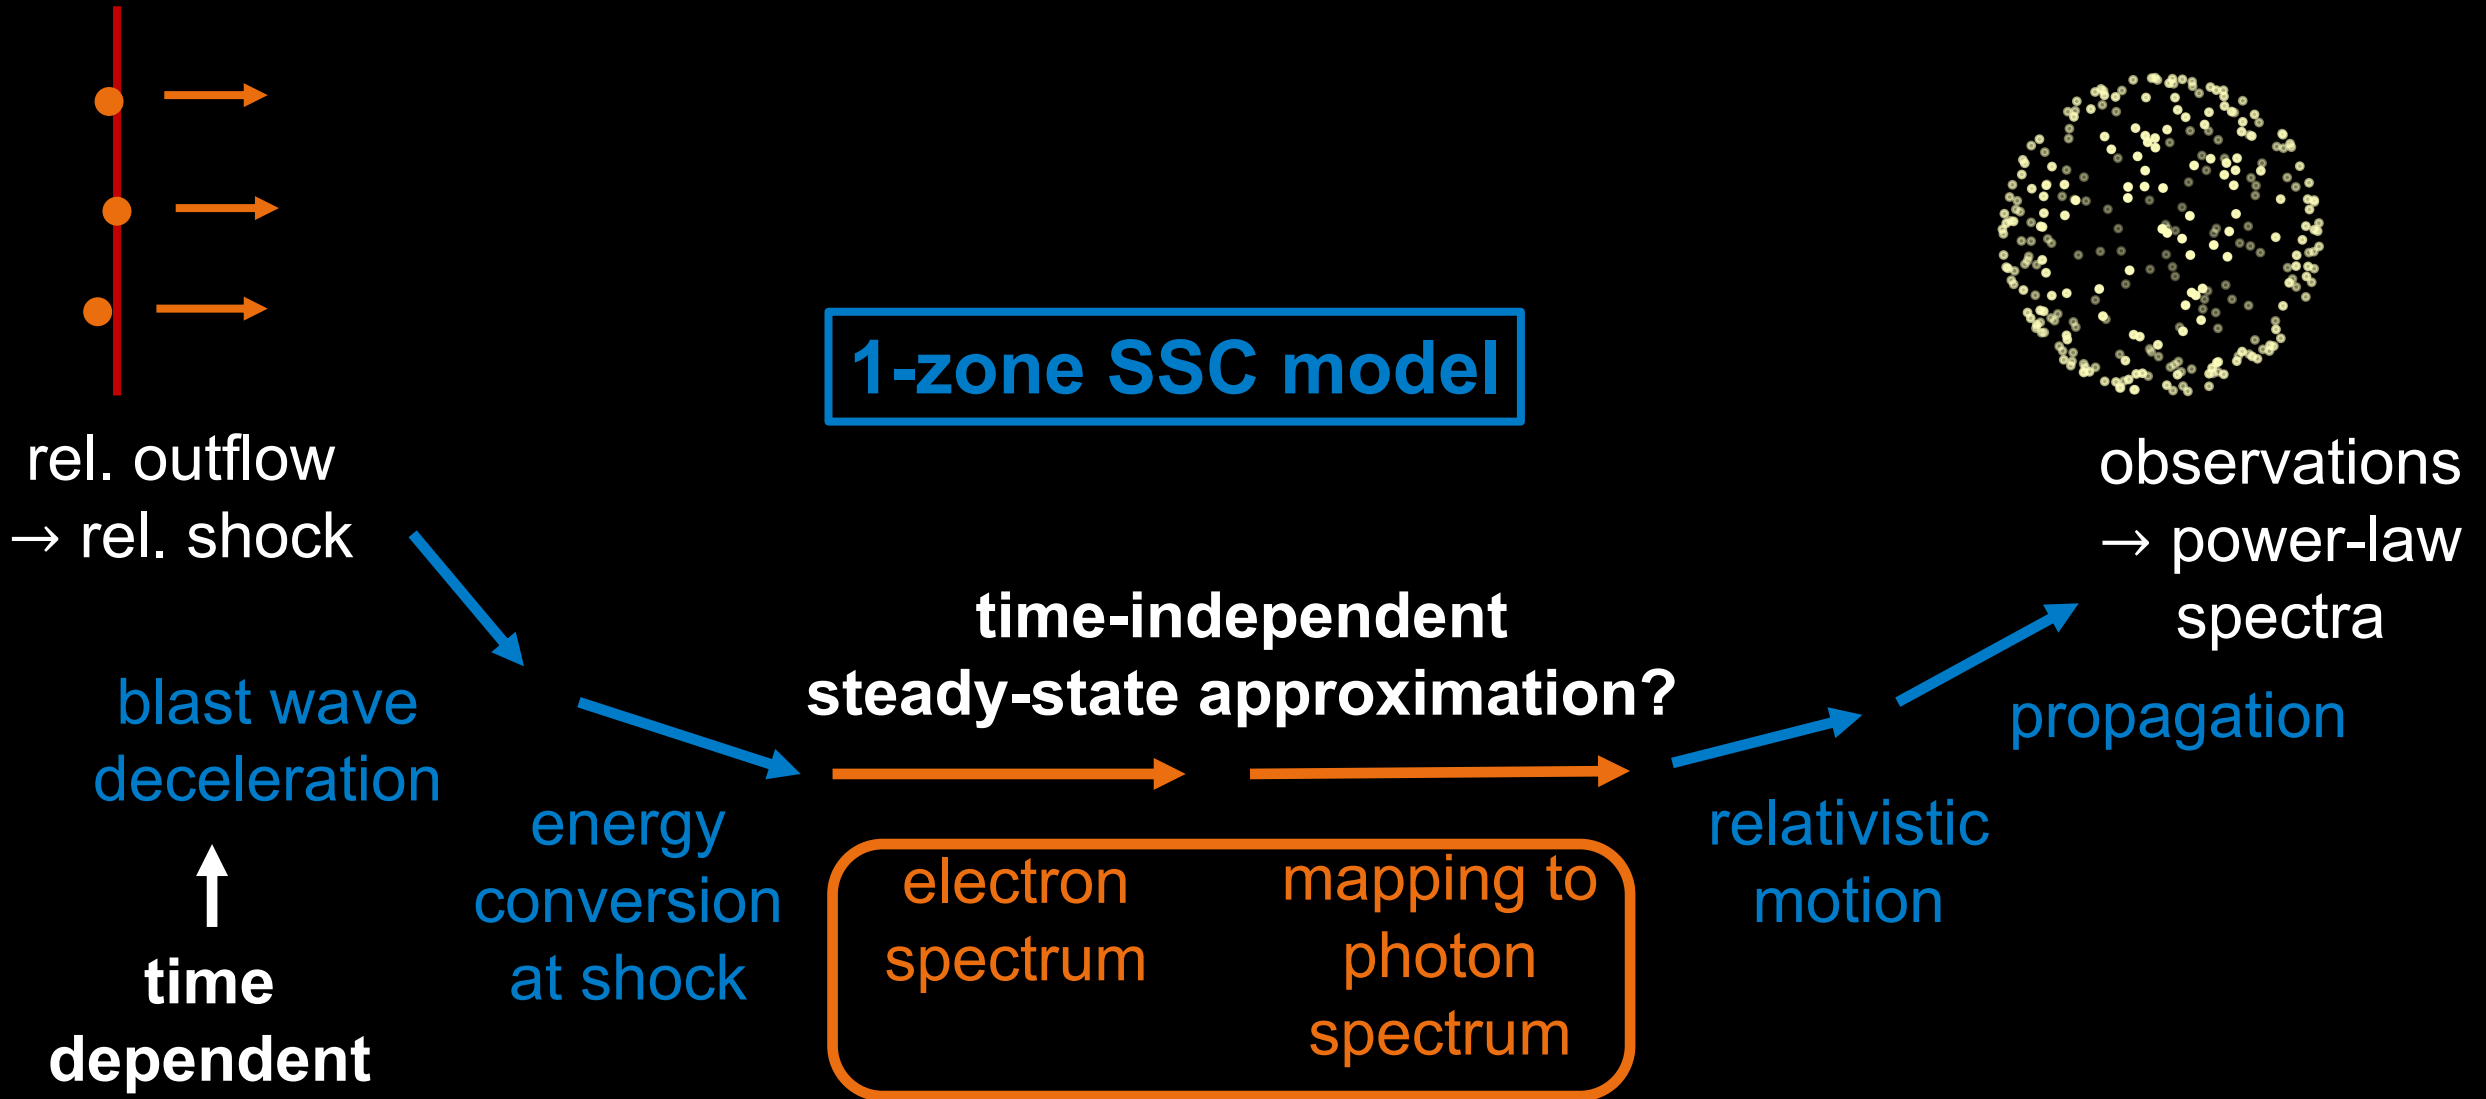 1-zone SSC model
rel. outflow
→ rel. shock
blast wave
deceleration
time
dependent
energy
conversion
at shock
time-independent
steady-state approximation?
electron
spectrum
mapping to
photon
spectrum
relativistic
motion
propagation
observations
→ power-law
spectra